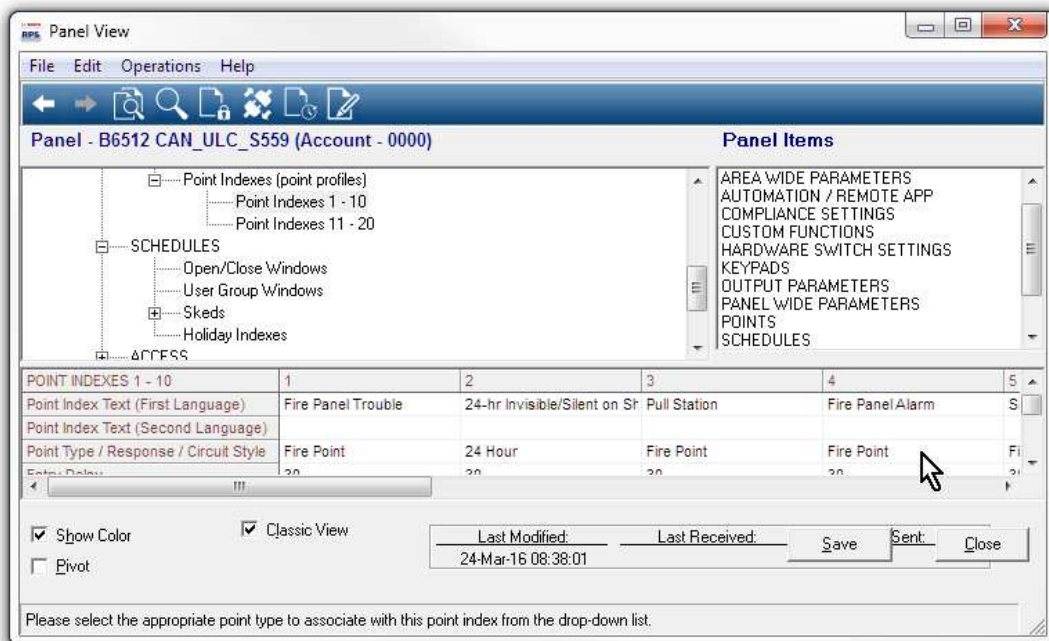 RPS Panel View
File Edit Operations Help
Panel - B6512 CAN_ULC_S559 (Account - 0000)
Panel Items
Point Indexes (point profiles)
Point Indexes 1 - 10
Point Indexes 11 - 20
SCHEDULES
Open/Close Windows
User Group Windows
Skeds
Holiday Indexes
ACCESS
AREA WIDE PARAMETERS
AUTOMATION / REMOTE APP
COMPLIANCE SETTINGS
CUSTOM FUNCTIONS
HARDWARE SWITCH SETTINGS
KEYPADS
OUTPUT PARAMETERS
PANEL WIDE PARAMETERS
POINTS
SCHEDULES
POINT INDEXES 1 - 10 1 2 3 4 5
Point Index Text (First Language) Fire Panel Trouble 24-hr Invisible/Silent on Sh Pull Station Fire Panel Alarm S
Point Index Text (Second Language)
Point Type / Response / Circuit Style Fire Point 24 Hour Fire Point Fire Point Fi
Entry Delay 30 30 30 30
Show Color
Classic View
Pivot
Last Modified: Last Received: Sent:
24-Mar-16 08:38:01
Save
Close
Please select the appropriate point type to associate with this point index from the drop-down list.